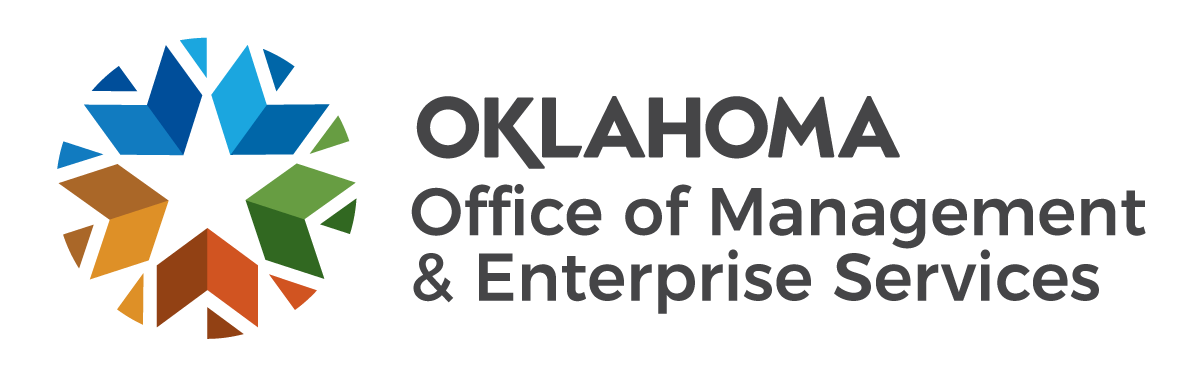 OKLAHOMA
Office of Management
& Enterprise Services